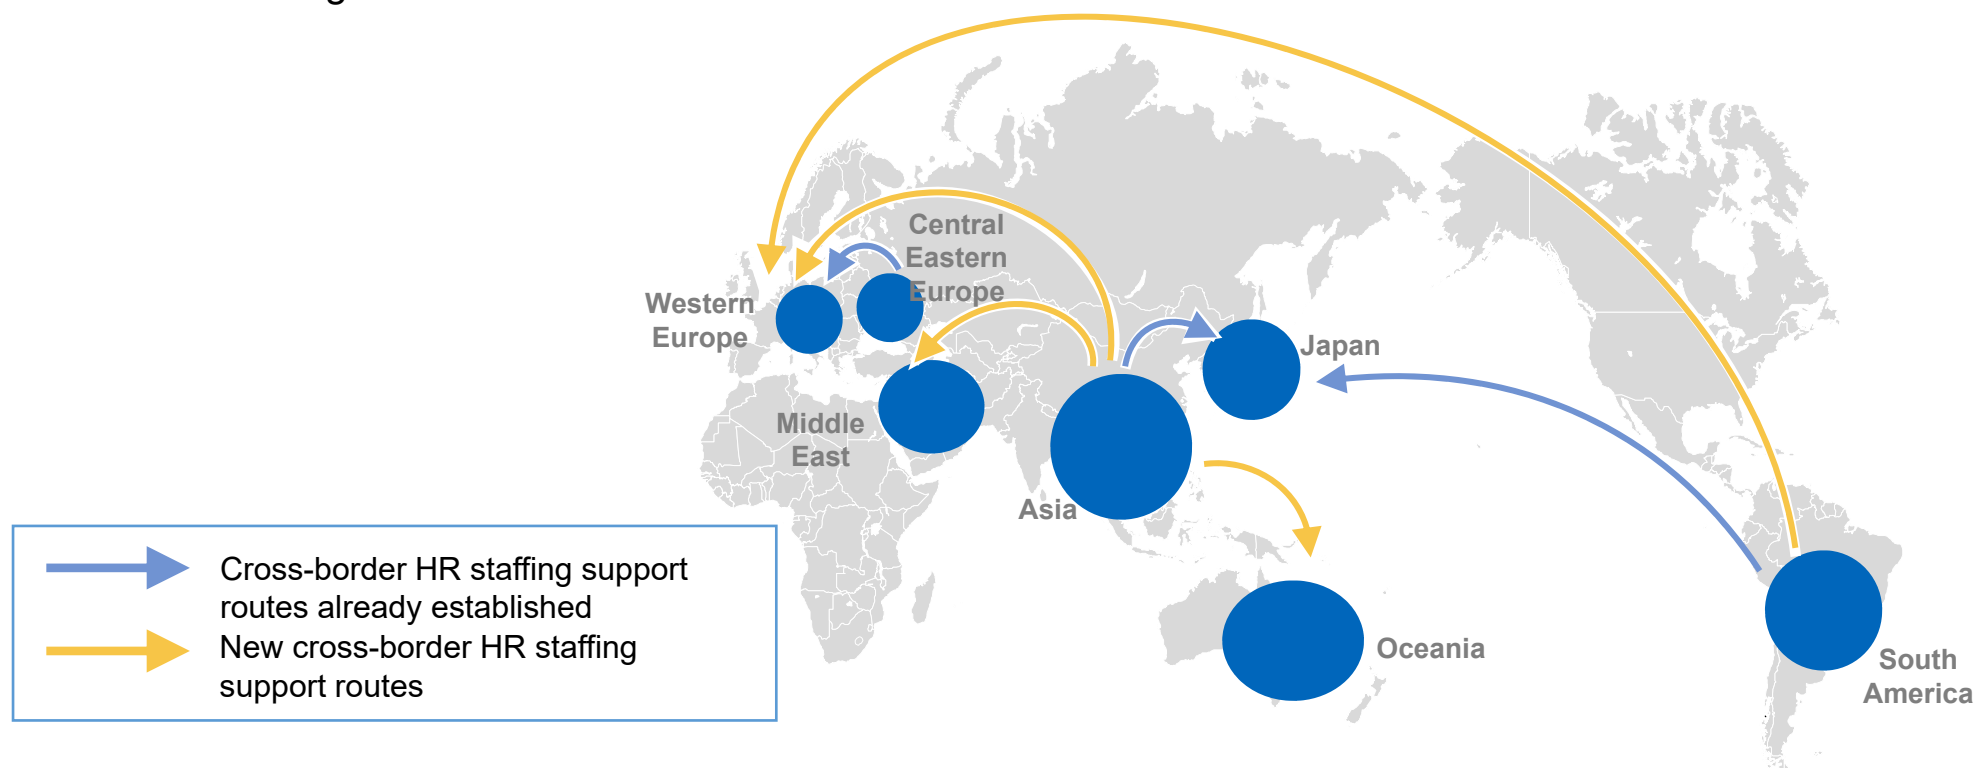 Central
Eastern
Europe
Western
Europe
Japan
Middle
East
Asia
Cross-border HR staffing support
routes already established
New cross-border HR staffing
support routes
Oceania
South
America